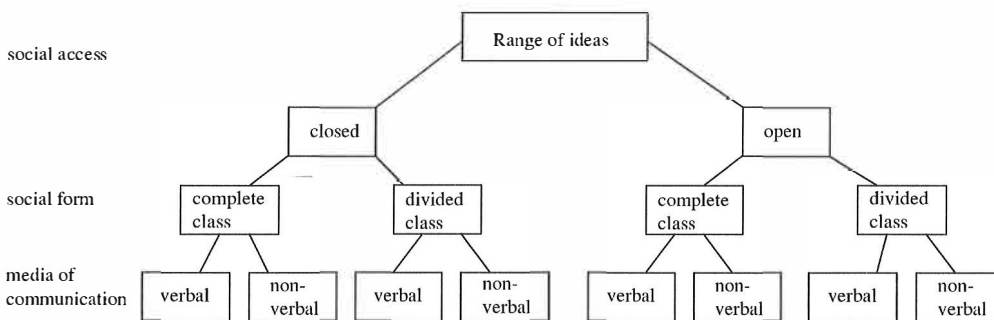 Range of ideas
social access
closed
open
social form
complete
class
divided
class
complete
class
divided
class
media of
communication
verbal
non-
verbal
verbal
non-
verbal
verbal
non-
verbal
verbal
non-
verbal